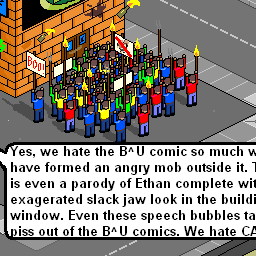 BOO!
Yes, we hate the B^U comic so much w
have formed an angry mob outside it. T
is even a parody of Ethan complete wit
exagerated slack jaw look in the buildi
window. Even these speech bubbles ta
piss out of the B^U comics. We hate CA